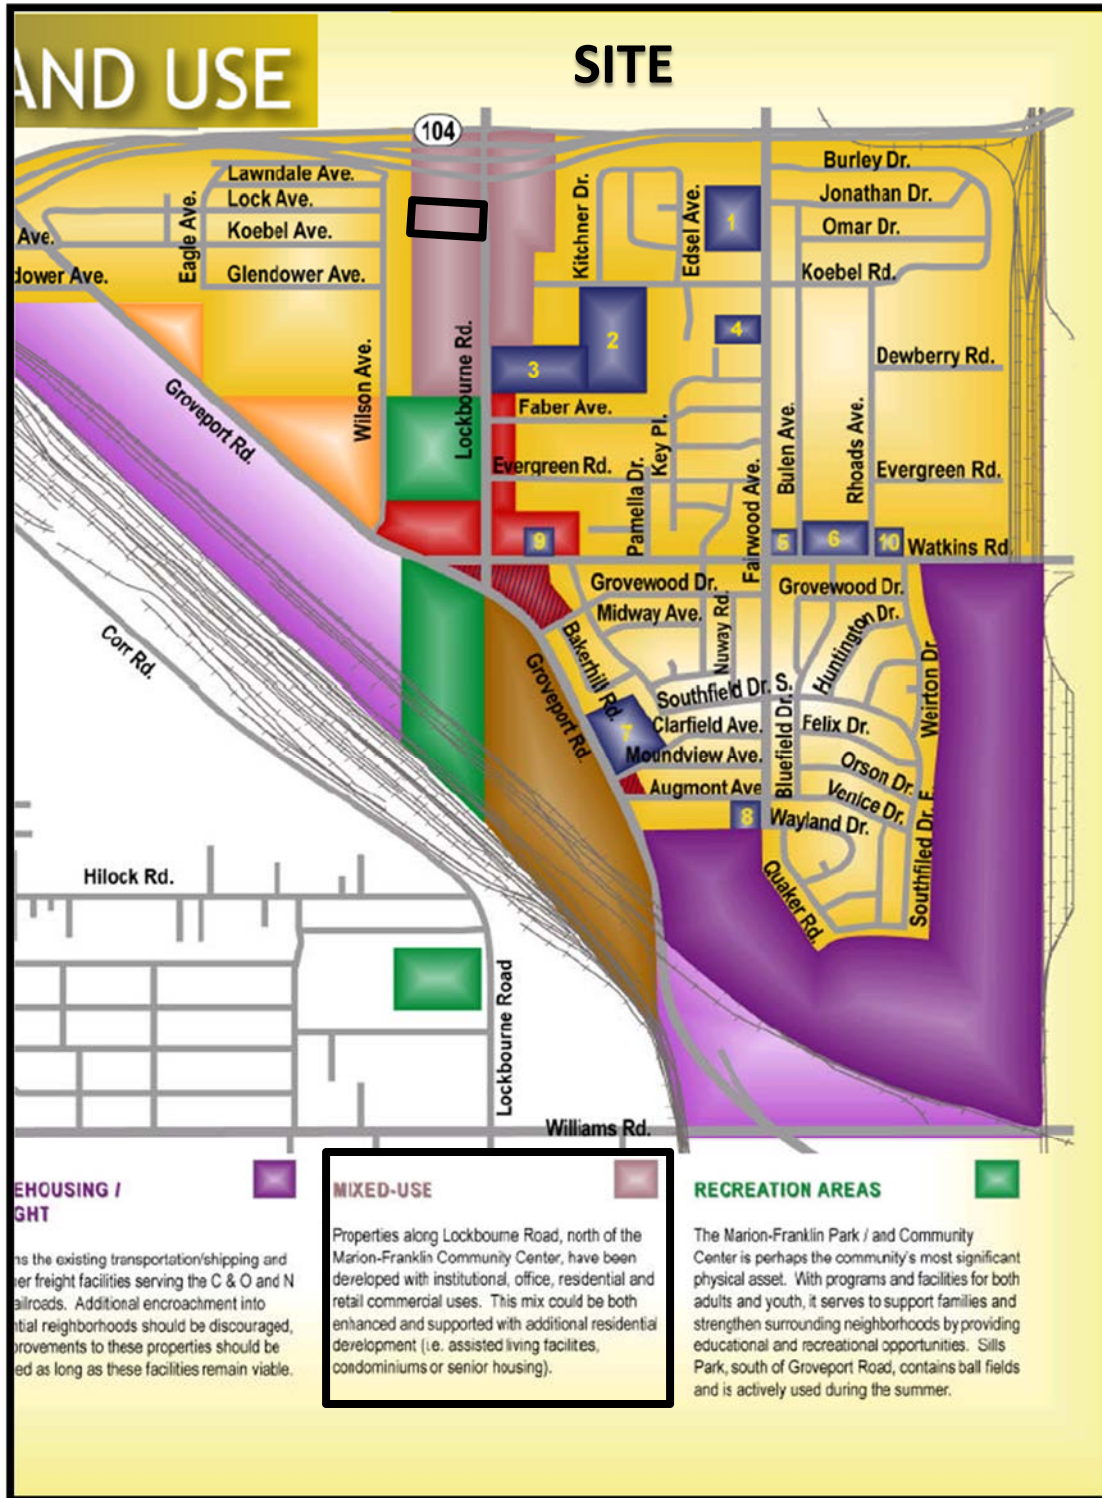 AND USE
SITE
104
Lawndale Ave.
Lock Ave.
Koebel Ave.
Ave.
Glendower Ave.
dower Ave.
Eagle Ave.
Wilson Ave.
Groveport Rd.
Lockbourne Rd.
Kitchner Dr.
Edsel Ave.
1
Burley Dr.
Jonathan Dr.
Omar Dr.
Koebel Rd.
2
4
3
Dewberry Rd.
Faber Ave.
Key Pl.
Evergreen Rd.
Pamella Dr.
Fairwood Ave.
Bulen Ave.
Rhoads Ave.
Evergreen Rd.
9
5
6
10
Watkins Rd.
Grovewood Dr.
Grovewood Dr.
Midway Ave.
Nuway Rd.
Huntington Dr.
Bakerhill Rd.
Groveport Rd.
Corr Rd.
Southfield Dr. S.
Weirton Dr
7
Clarfield Ave.
Felix Dr.
Moundview Ave.
Bluefield Dr.
Orson Dr.
Augmont Ave
Venice Dr.
8
Wayland Dr.
Southfiled Dr. E.
Quaker Rd.
Hilock Rd.
Lockbourne Road
Williams Rd.
EHOUSING /
GHT
ns the existing transportation/shipping and
er freight facilities serving the C & O and N
ailroads. Additional encroachment into
ntial neighborhoods should be discouraged,
provements to these properties should be
ed as long as these facilities remain viable.
MIXED-USE
Properties along Lockbourne Road, north of the
Marion-Franklin Community Center, have been
developed with institutional, office, residential and
retail commercial uses. This mix could be both
enhanced and supported with additional residential
development (i.e. assisted living facilites,
condominiums or senior housing).
RECREATION AREAS
The Marion-Franklin Park / and Community
Center is perhaps the community's most significant
physical asset. With programs and facilities for both
adults and youth, it serves to support families and
strengthen surrounding neighborhoods by providing
educational and recreational opportunities. Sills
Park, south of Groveport Road, contains ball fields
and is actively used during the summer.